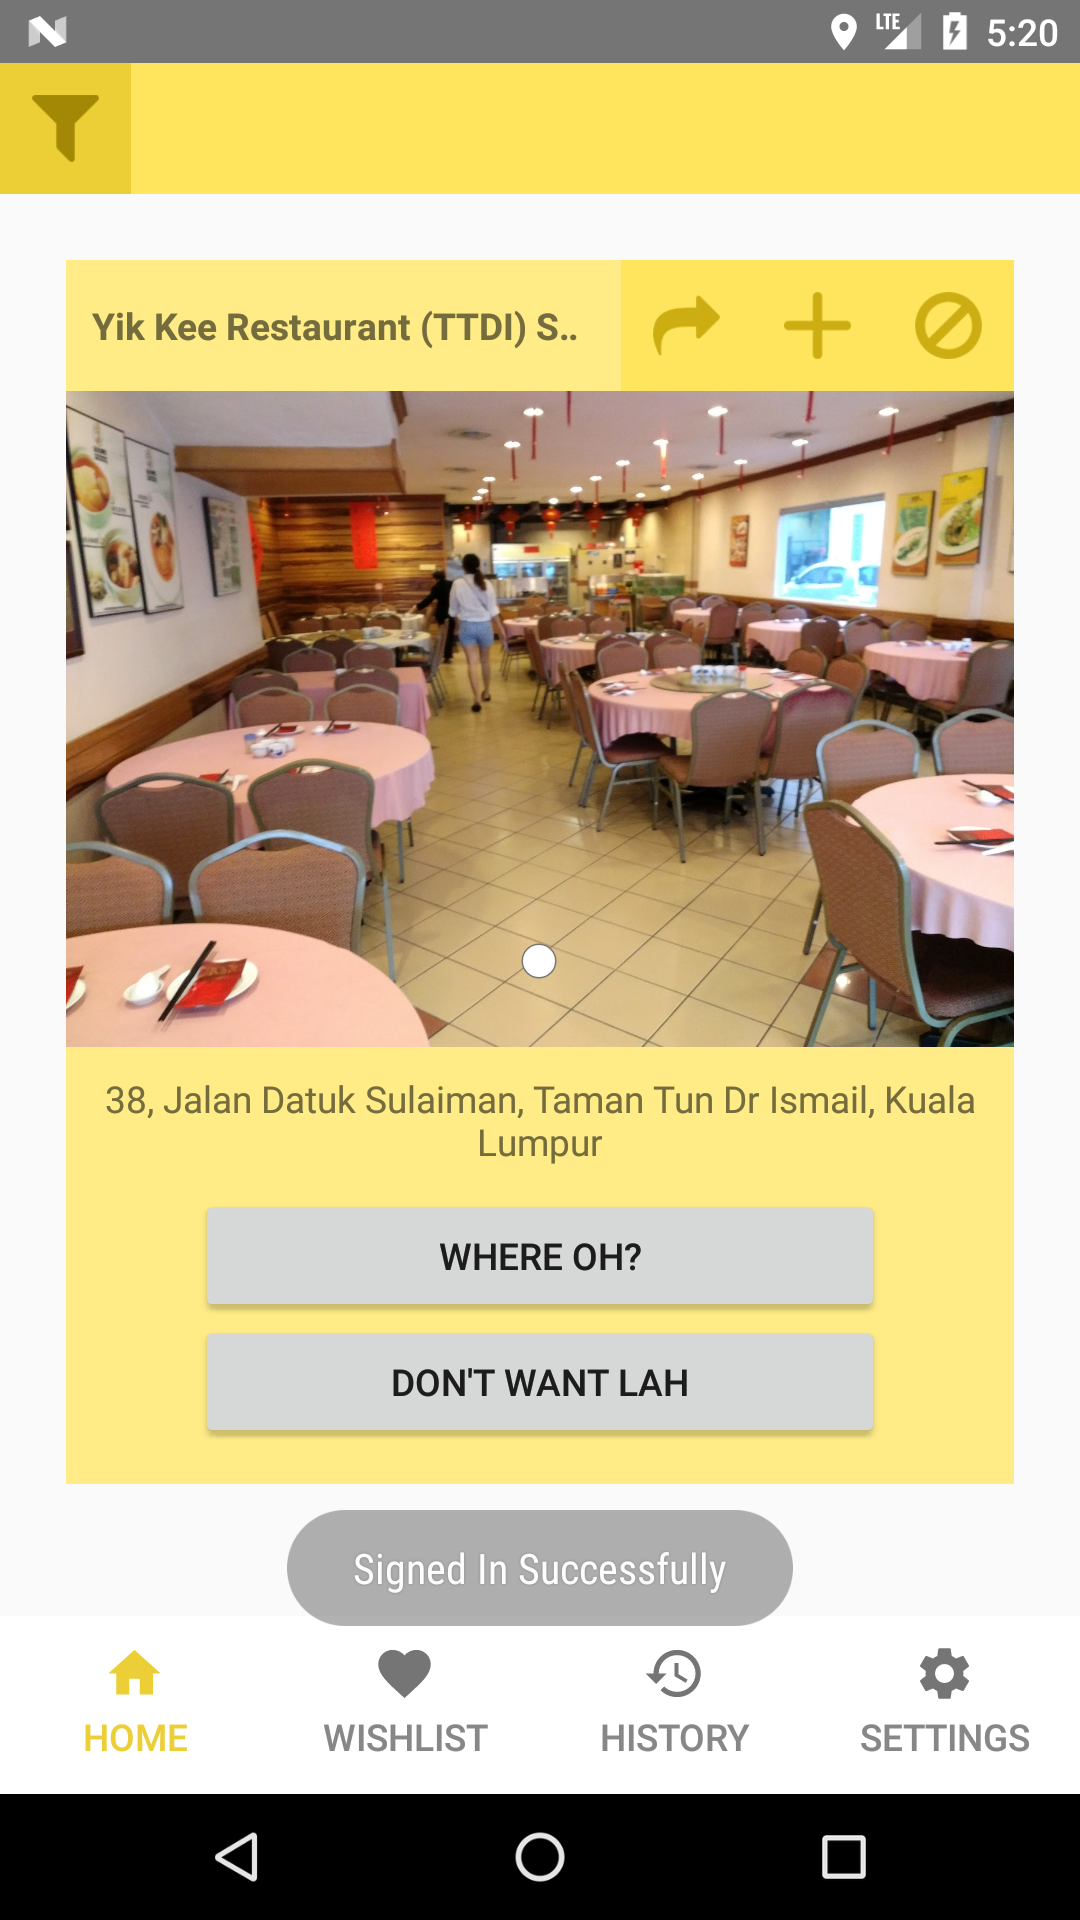 LTE
5:20
Yik Kee Restaurant (TTDI) S..
38, Jalan Datuk Sulaiman, Taman Tun Dr Ismail, Kuala
Lumpur
WHERE OH?
DON'T WANT LAH
Signed In Successfully
HOME
WISHLIST
HISTORY
SETTINGS